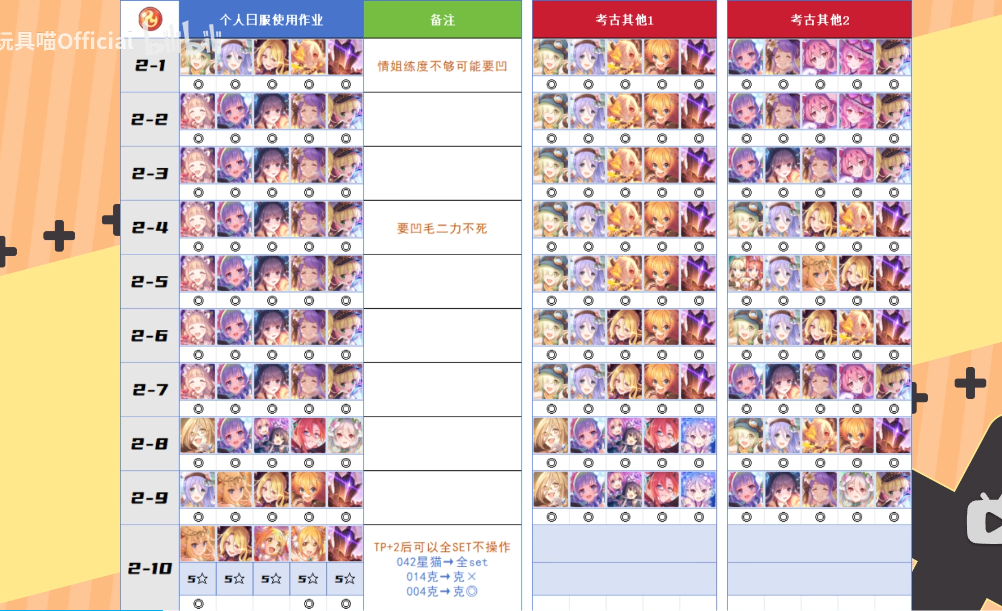 玩具喵Official bilibili
个人日服使用作业 备注 考古其他1 考古其他2
2-1 情姐练度不够可能要凹
◎ ◎ ◎ ◎ ◎ ◎ ◎ ◎ ◎ ◎ ◎ ◎ ◎ ◎ ◎
2-2
◎ ◎ ◎ ◎ ◎ ◎ ◎ ◎ ◎ ◎ ◎ ◎ ◎ ◎ ◎
2-3
◎ ◎ ◎ ◎ ◎ ◎ ◎ ◎ ◎ ◎ ◎ ◎ ◎ ◎ ◎
2-4 要凹毛二力不死
◎ ◎ ◎ ◎ ◎ ◎ ◎ ◎ ◎ ◎ ◎ ◎ ◎ ◎ ◎
2-5
◎ ◎ ◎ ◎ ◎ ◎ ◎ ◎ ◎ ◎ ◎ ◎ ◎ ◎ ◎
2-6
◎ ◎ ◎ ◎ ◎ ◎ ◎ ◎ ◎ ◎ ◎ ◎ ◎ ◎ ◎
2-7
◎ ◎ ◎ ◎ ◎ ◎ ◎ ◎ ◎ ◎ ◎ ◎ ◎ ◎ ◎
2-8
◎ ◎ ◎ ◎ ◎ ◎ ◎ ◎ ◎ ◎ ◎ ◎ ◎ ◎ ◎
2-9
◎ ◎ ◎ ◎ ◎ ◎ ◎ ◎ ◎ ◎ ◎ ◎ ◎ ◎ ◎
2-10
TP+2后可以全SET不操作
042星猫→全set
014克→克×
004克→克◎
5☆ 5☆ 5☆ 5☆ 5☆
◎ ◎ ◎